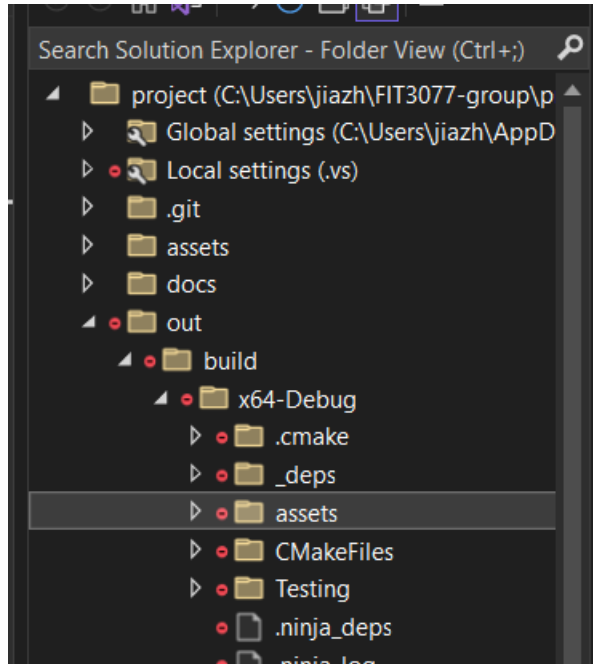 Search Solution Explorer - Folder View (Ctrl+;)
project (C:\Users\jiazh\FIT3077-group\p
Global settings (C:\Users\jiazh\AppD
Local settings (.vs)
.git
assets
docs
out
build
x64-Debug
.cmake
_deps
assets
CMakeFiles
Testing
.ninja_deps
.ninja_log